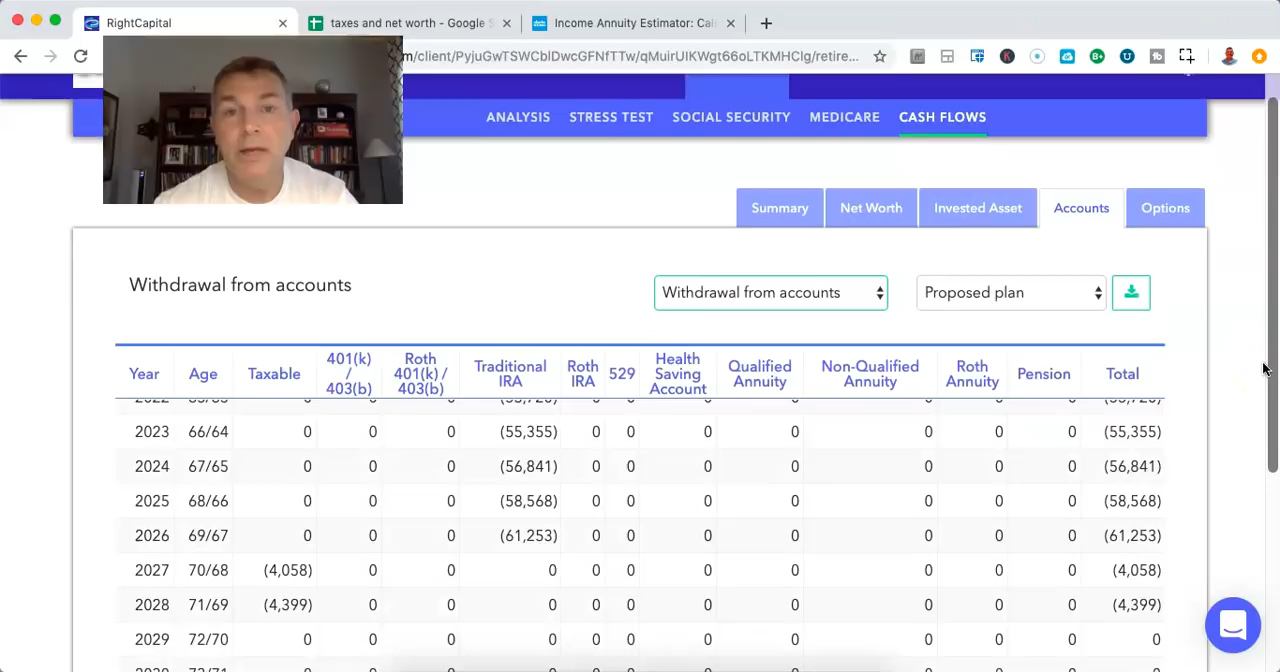 RightCapital
taxes and net worth - Google S
Income Annuity Estimator: Cal
m/client/PyjuGwTSWCblDwcGFNfTTw/qMuirUIKWgt66oLTKMHClg/retire...
ANALYSIS STRESS TEST SOCIAL SECURITY MEDICARE CASH FLOWS
Summary Net Worth Invested Asset Accounts Options
Withdrawal from accounts Withdrawal from accounts Proposed plan
Year Age Taxable 401(k) / 403(b) Roth 401(k) / 403(b) Traditional IRA Roth IRA 529 Health Saving Account Qualified Annuity Non-Qualified Annuity Roth Annuity Pension Total
2023 66/64 0 0 0 (55,355) 0 0 0 0 0 0 0 (55,355)
2024 67/65 0 0 0 (56,841) 0 0 0 0 0 0 0 (56,841)
2025 68/66 0 0 0 (58,568) 0 0 0 0 0 0 0 (58,568)
2026 69/67 0 0 0 (61,253) 0 0 0 0 0 0 0 (61,253)
2027 70/68 (4,058) 0 0 0 0 0 0 0 0 0 0 (4,058)
2028 71/69 (4,399) 0 0 0 0 0 0 0 0 0 0 (4,399)
2029 72/70 0 0 0 0 0 0 0 0 0 0 0 0